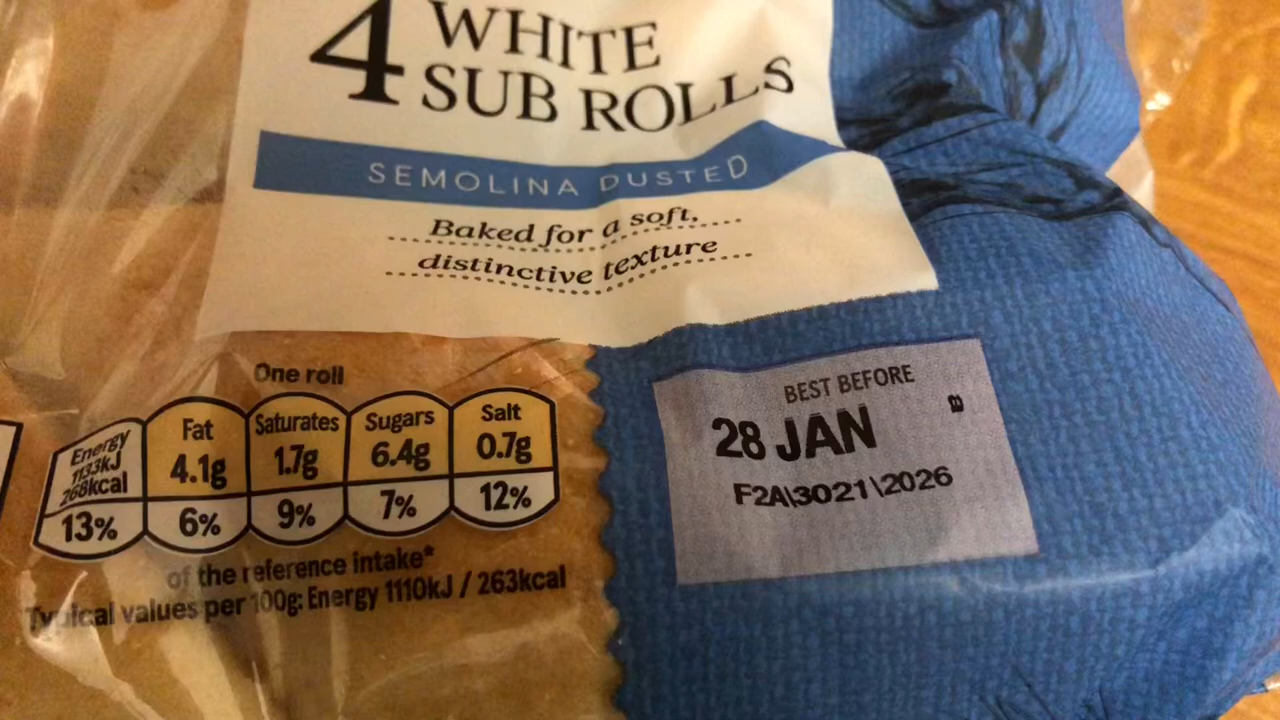 4 WHITE
SUB ROLLS
SEMOLINA DUSTED
Baked for a soft,
distinctive texture
One roll
Energy
1133kJ
268kcal
13%
Fat
4.1g
6%
Saturates
1.7g
9%
Sugars
6.4g
7%
Salt
0.7g
12%
of the reference intake*
Typical values per 100g: Energy 1110kJ / 263kcal
BEST BEFORE
28 JAN
F2A\3021\2026